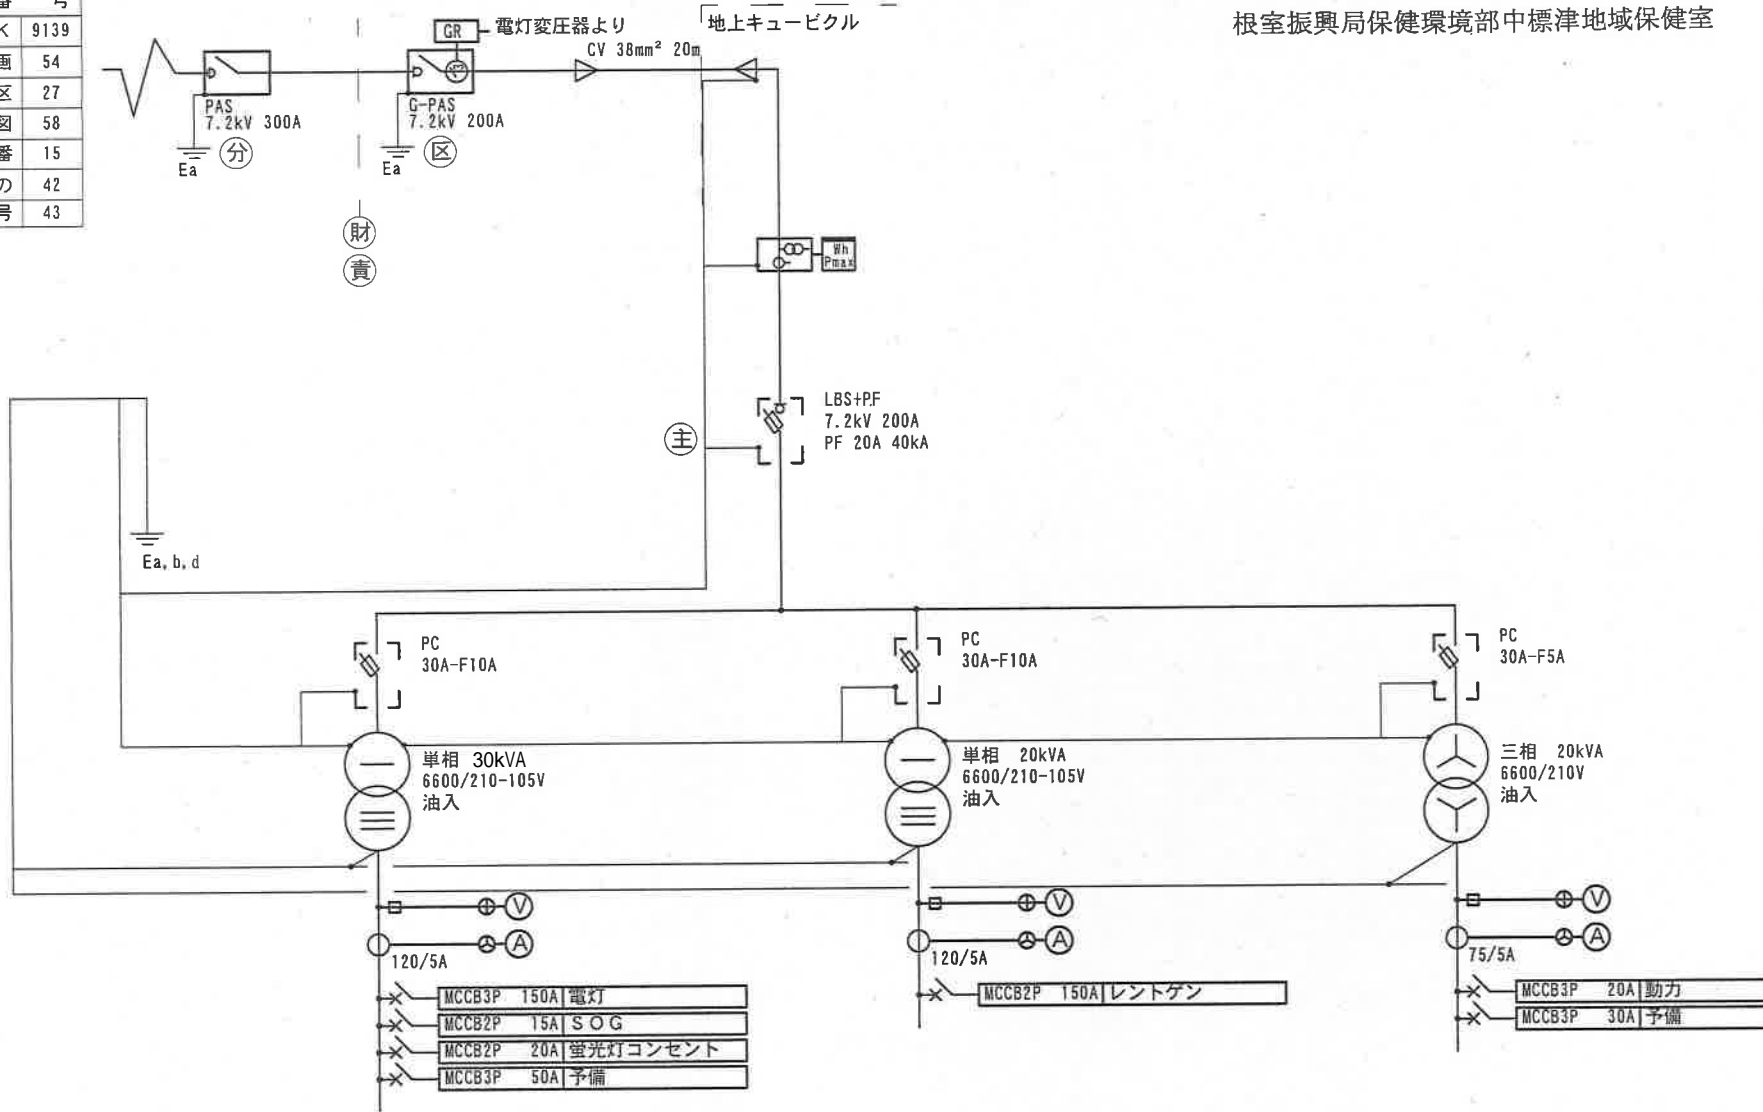 号
9139
画 54
区 27
図 58
番 15
の 42
号 43
GR 電灯変圧器より
地上キュービクル
根室振興局保健環境部中標津地域保健室
CV 38mm² 20m
PAS
7.2kV 300A
分
Ea
G-PAS
7.2kV 200A
区
Ea
財
責
Wh
Pmax
LBS+PF
7.2kV 200A
PF 20A 40kA
主
Ea,b,d
PC
30A-F10A
PC
30A-F10A
PC
30A-F5A
単相 30kVA
6600/210-105V
油入
単相 20kVA
6600/210-105V
油入
三相 20kVA
6600/210V
油入
V
A
120/5A
V
A
120/5A
V
A
75/5A
MCCB3P 150A 電灯
MCCB2P 15A SOG
MCCB2P 20A 蛍光灯コンセント
MCCB3P 50A 予備
MCCB2P 150A レントゲン
MCCB3P 20A 動力
MCCB3P 30A 予備